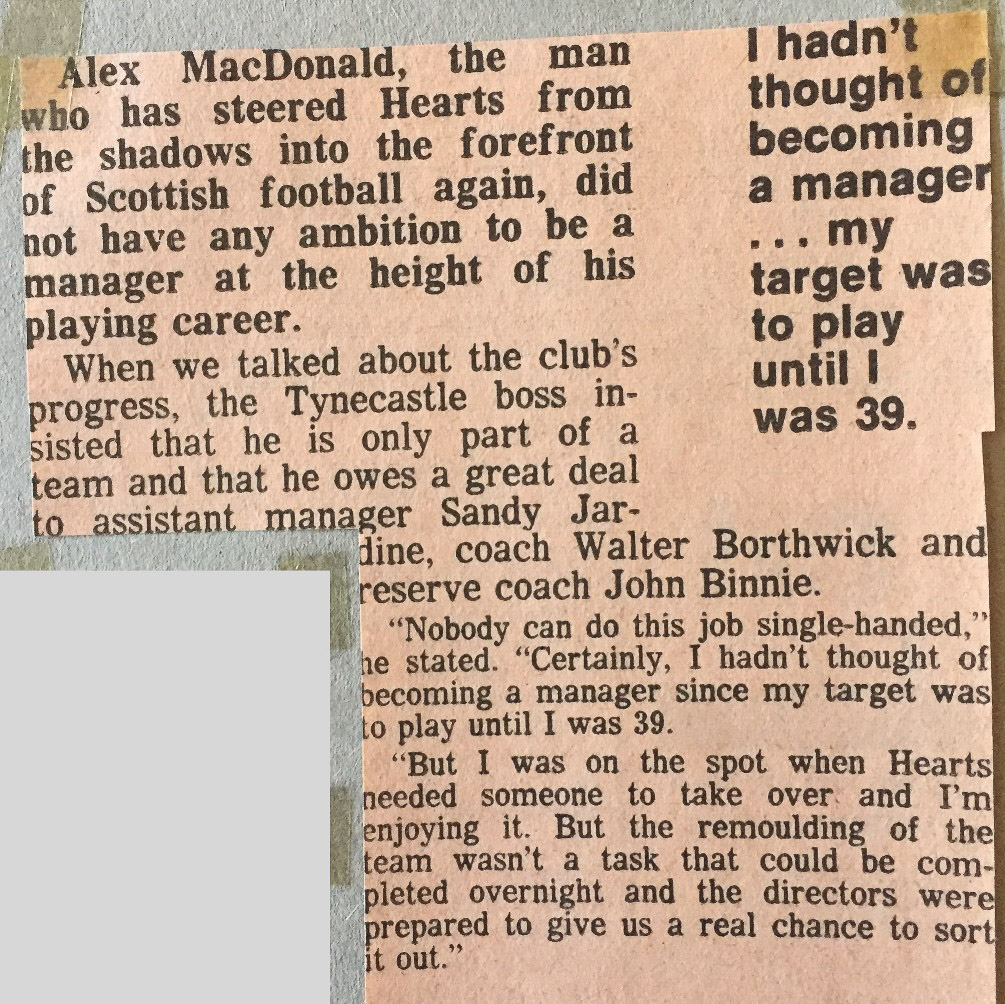 Alex MacDonald, the man
who has steered Hearts from
the shadows into the forefront
of Scottish football again, did
not have any ambition to be a
manager at the height of his
playing career.
When we talked about the club's
progress, the Tynecastle boss in-
sisted that he is only part of a
team and that he owes a great deal
to assistant manager Sandy Jar-
dine, coach Walter Borthwick and
reserve coach John Binnie.
"Nobody can do this job single-handed,"
he stated. "Certainly, I hadn't thought of
becoming a manager since my target was
to play until I was 39.
"But I was on the spot when Hearts
needed someone to take over and I'm
enjoying it. But the remoulding of the
team wasn't a task that could be com-
pleted overnight and the directors were
prepared to give us a real chance to sort
it out."
I hadn't
thought of
becoming
a manager
... my
target was
to play
until I
was 39.